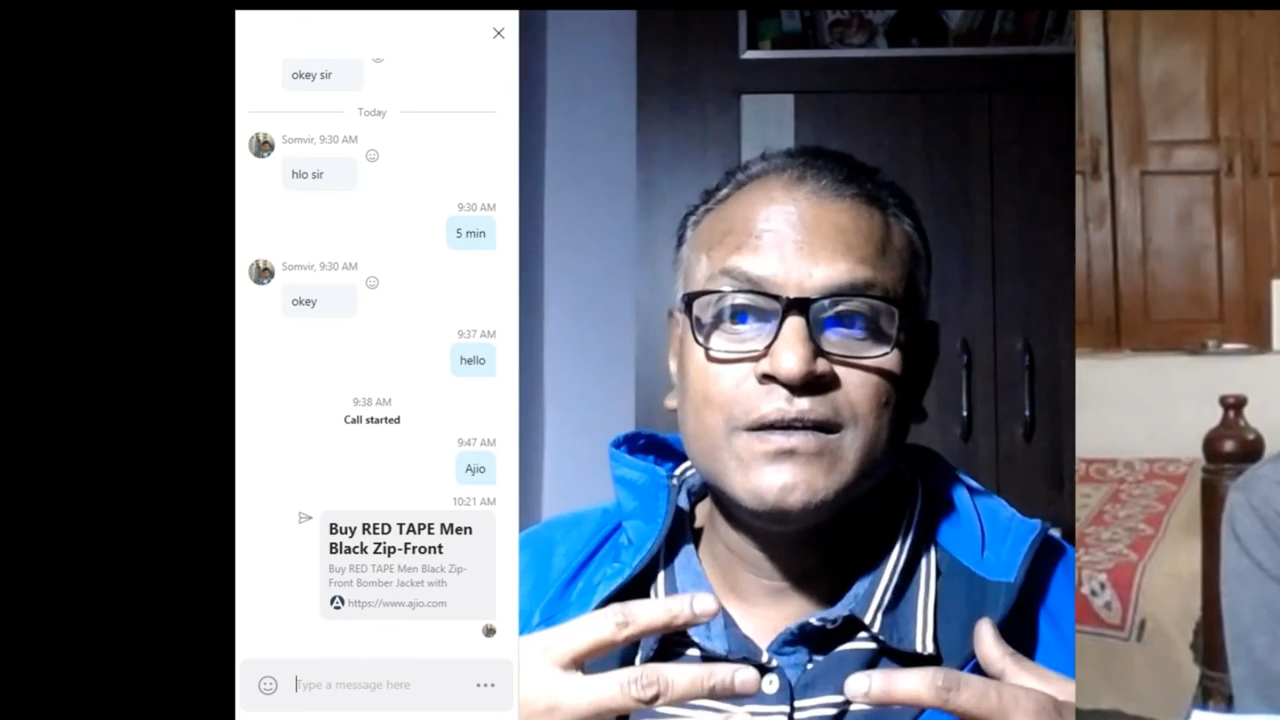 okey sir
Today
Somvir, 9:30 AM
hlo sir
9:30 AM
5 min
Somvir, 9:30 AM
okey
9:37 AM
hello
9:38 AM
Call started
9:47 AM
Ajio
10:21 AM
Buy RED TAPE Men
Black Zip-Front
Buy RED TAPE Men Black Zip-
Front Bomber Jacket with
https://www.ajio.com
Type a message here